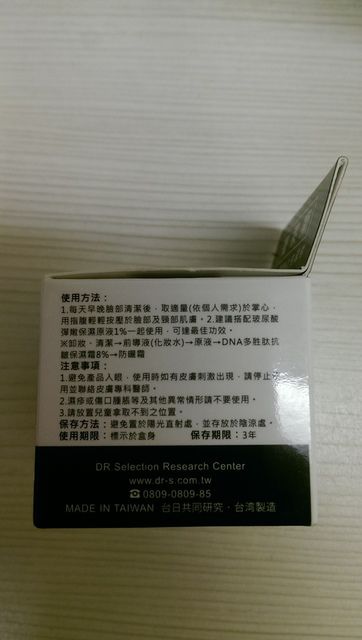 使用方法：
1.每天早晚臉部清潔後，取適量(依個人需求)於掌心，
用指腹輕輕按壓於臉部及頸部肌膚。2.建議搭配玻尿酸
彈嫩保濕原液1%一起使用，可達最佳功效。
※卸妝、清潔→前導液(化妝水)→原液→DNA多胜肽抗
皺保濕霜8%→防曬霜
注意事項：
1.避免產品入眼，使用時如有皮膚刺激出現，請停止使
用並聯絡皮膚專科醫師。
2.濕疹或傷口腫脹等及其他異常情形請不要使用。
3.請放置兒童拿取不到之位置。
保存方法：避免置於陽光直射處，並存放於陰涼處。
使用期限：標示於盒身 保存期限：3年
DR Selection Research Center
www.dr-s.com.tw
☎0809-0809-85
MADE IN TAIWAN 台日共同研究・台湾製造